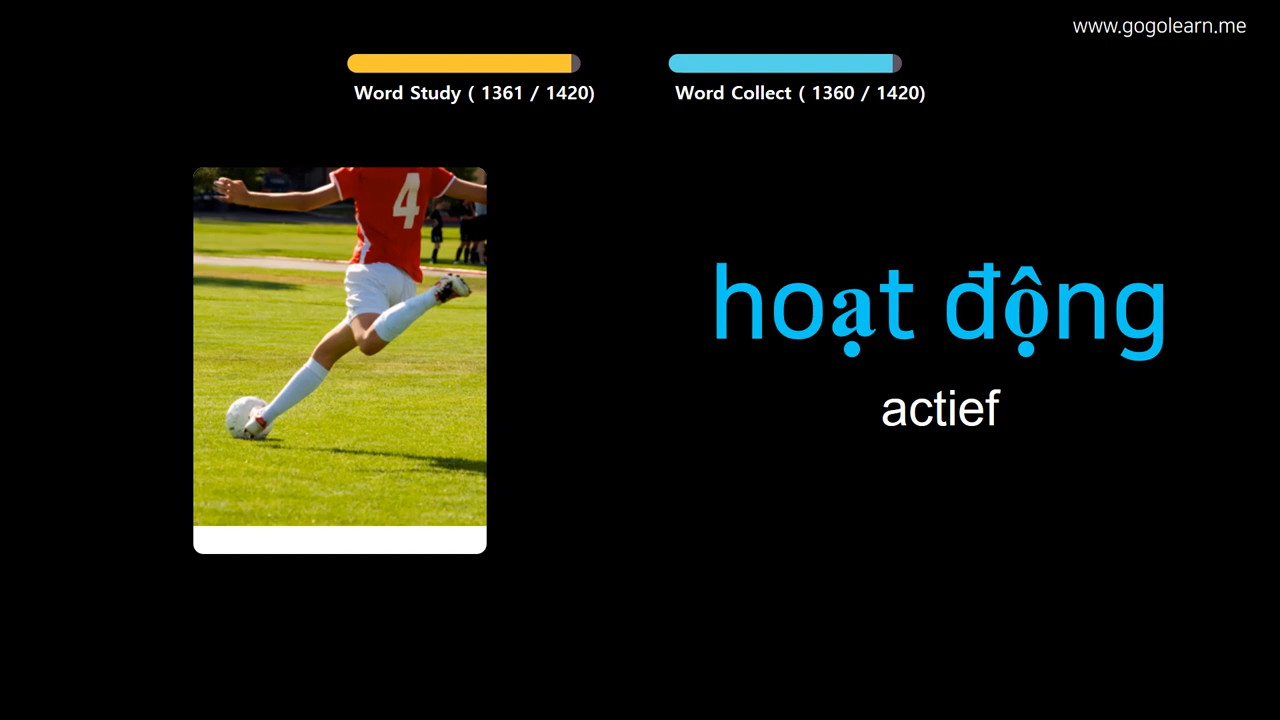 www.gogolearn.me
Word Study ( 1361 / 1420)
Word Collect ( 1360 / 1420)
4
hoạt động
actief